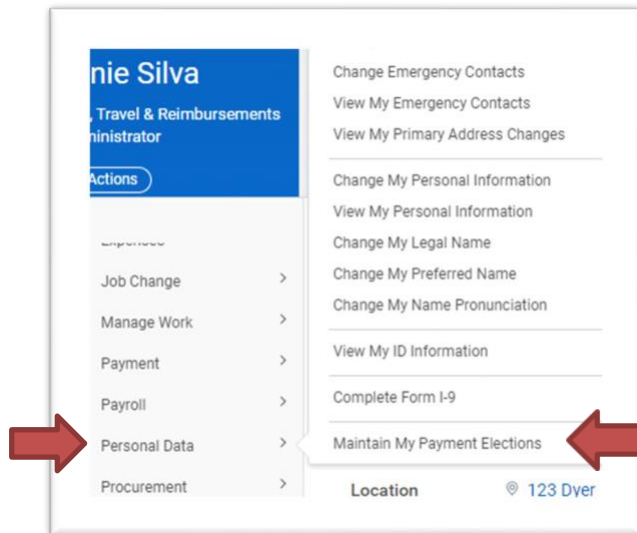 nie Silva
, Travel & Reimbursements
ninistrator
Actions
Expenses
Job Change
Manage Work
Payment
Payroll
Personal Data
Procurement
Change Emergency Contacts
View My Emergency Contacts
View My Primary Address Changes
Change My Personal Information
View My Personal Information
Change My Legal Name
Change My Preferred Name
Change My Name Pronunciation
View My ID Information
Complete Form I-9
Maintain My Payment Elections
Location 123 Dyer